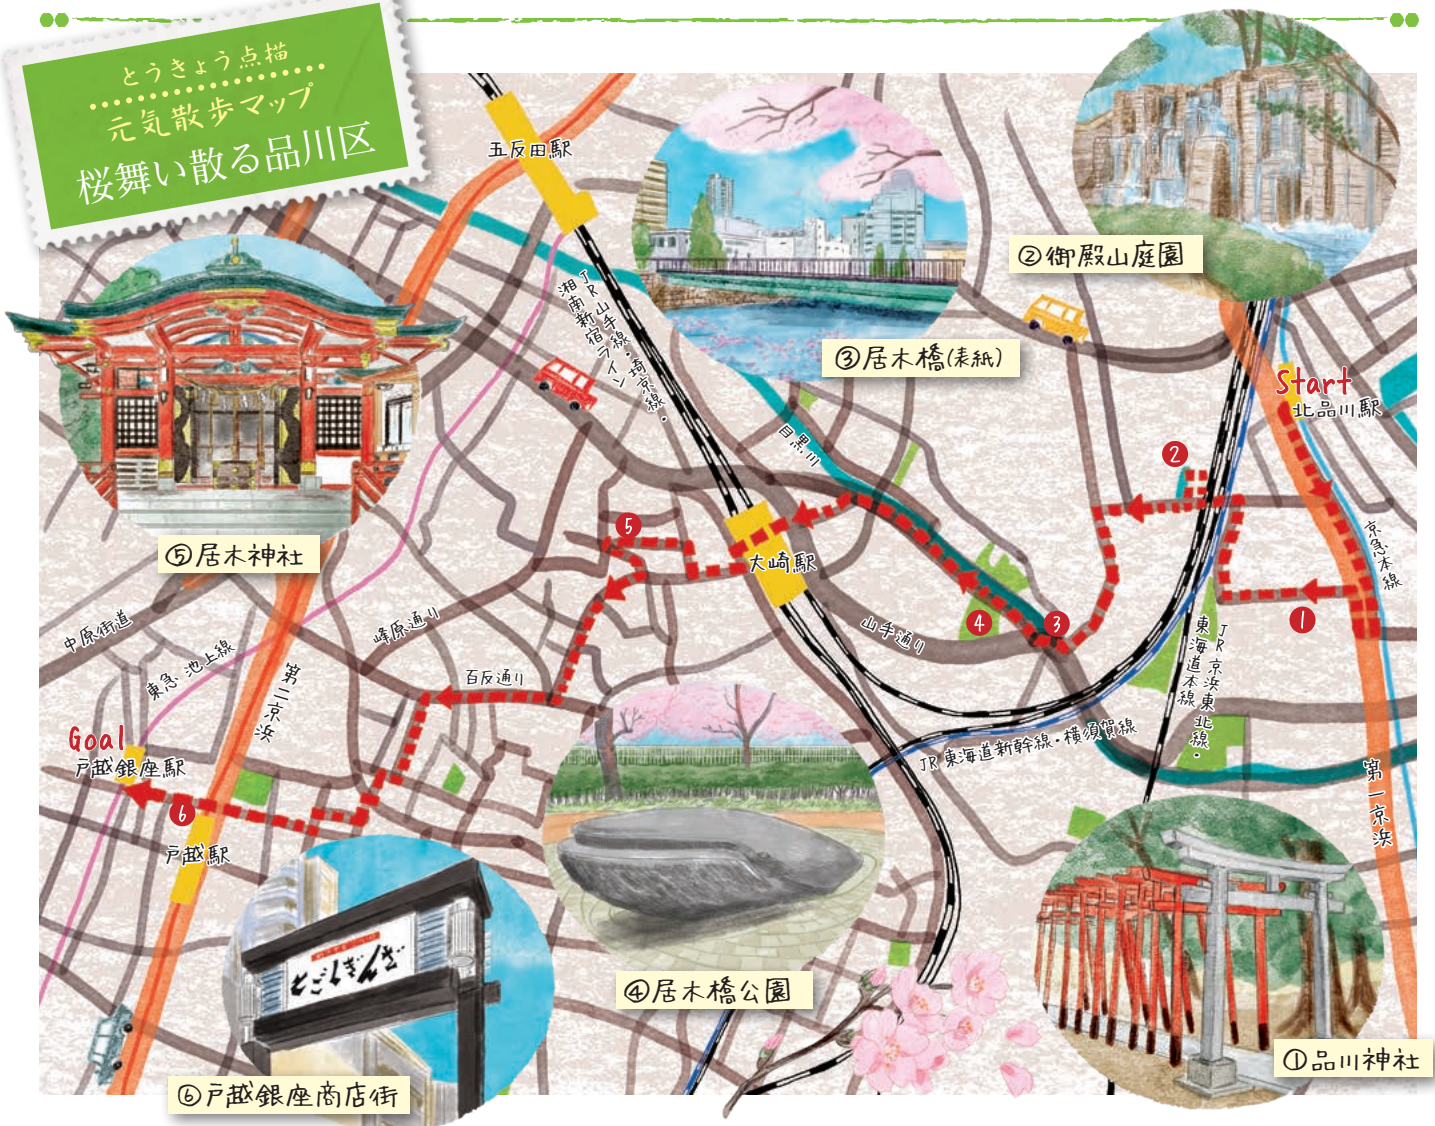 とうきょう点描
元気散歩マップ
桜舞い散る品川区
五反田駅
②御殿山庭園
③居木橋(表紙)
JR山手線・埼京線・
湘南新宿ライン
Start
北品川駅
目黒川
2
5
⑤居木神社
大崎駅
京急本線
中原街道
峰原通り
山手通り
4
3
1
JR京浜東北線・
東海道本線
東急 池上線
第二京浜
百反通り
Goal
戸越銀座駅
JR 東海道新幹線・横須賀線
第一京浜
6
戸越駅
とごしぎんざ
④居木橋公園
①品川神社
⑥戸越銀座商店街